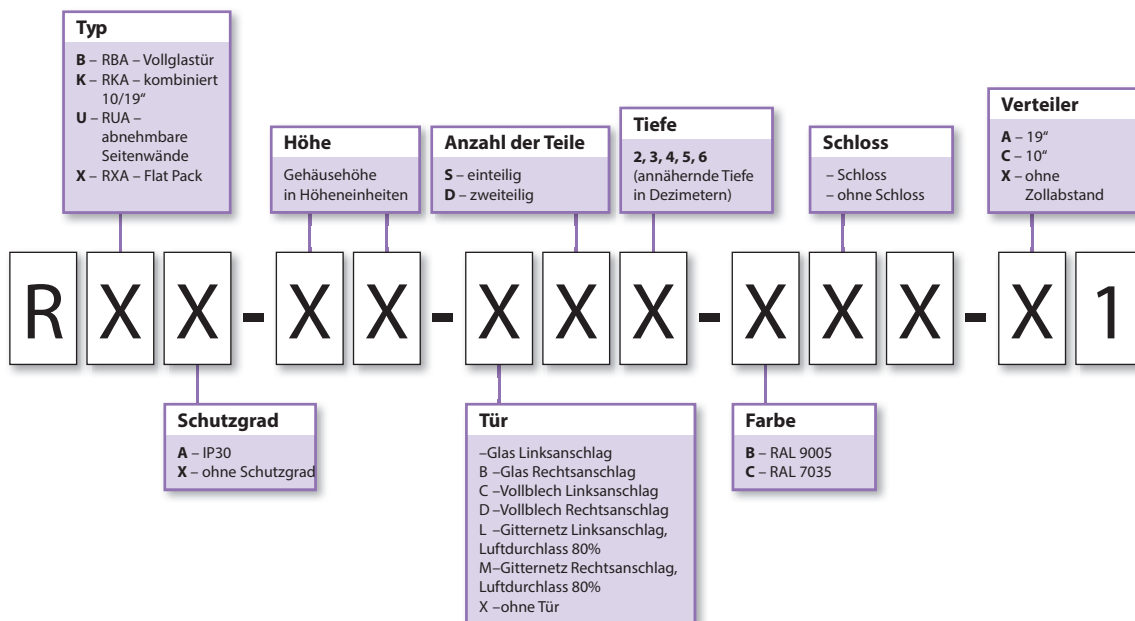 Typ
B – RBA – Vollglastür
K – RKA – kombiniert
10/19“
U – RUA –
abnehmbare
Seitenwände
X – RXA – Flat Pack
Höhe
Gehäusehöhe
in Höheneinheiten
Anzahl der Teile
S – einteilig
D – zweiteilig
Tiefe
2, 3, 4, 5, 6
(annähernde Tiefe
in Dezimetern)
Schloss
– Schloss
– ohne Schloss
Verteiler
A – 19“
C – 10“
X – ohne
Zollabstand
R X X - X X - X X X - X X X - X 1
Schutzgrad
A – IP30
X – ohne Schutzgrad
Tür
–Glas Linksanschlag
B –Glas Rechtsanschlag
C –Vollblech Linksanschlag
D –Vollblech Rechtsanschlag
L –Gitternetz Linksanschlag,
Luftdurchlass 80%
M–Gitternetz Rechtsanschlag,
Luftdurchlass 80%
X –ohne Tür
Farbe
B – RAL 9005
C – RAL 7035